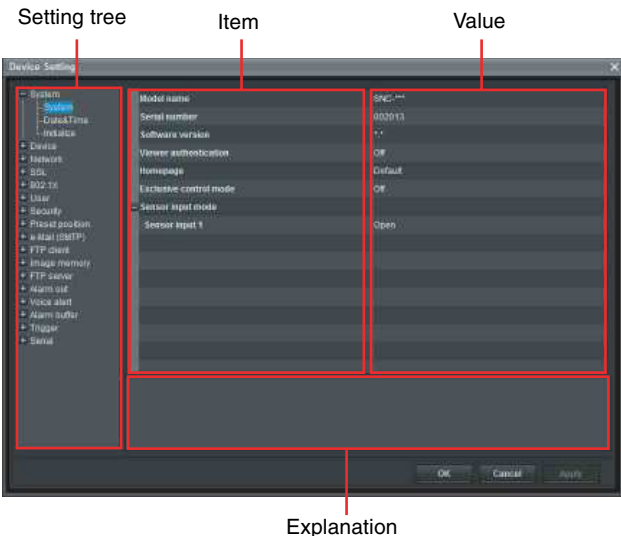 Setting tree
Item
Value
Device Setting
System
System
Date&Time
Initialize
Device
Network
SSL
802.1X
User
Security
Preset position
e-Mail (SMTP)
FTP client
Image memory
FTP server
Alarm out
Voice alert
Alarm buffer
Trigger
Serial
Model name SNC-***
Serial number 002013
Software version *.*
Viewer authentication Off
Homepage Default
Exclusive control mode Off
Sensor input mode
Sensor input 1 Open
OK Cancel Apply
Explanation